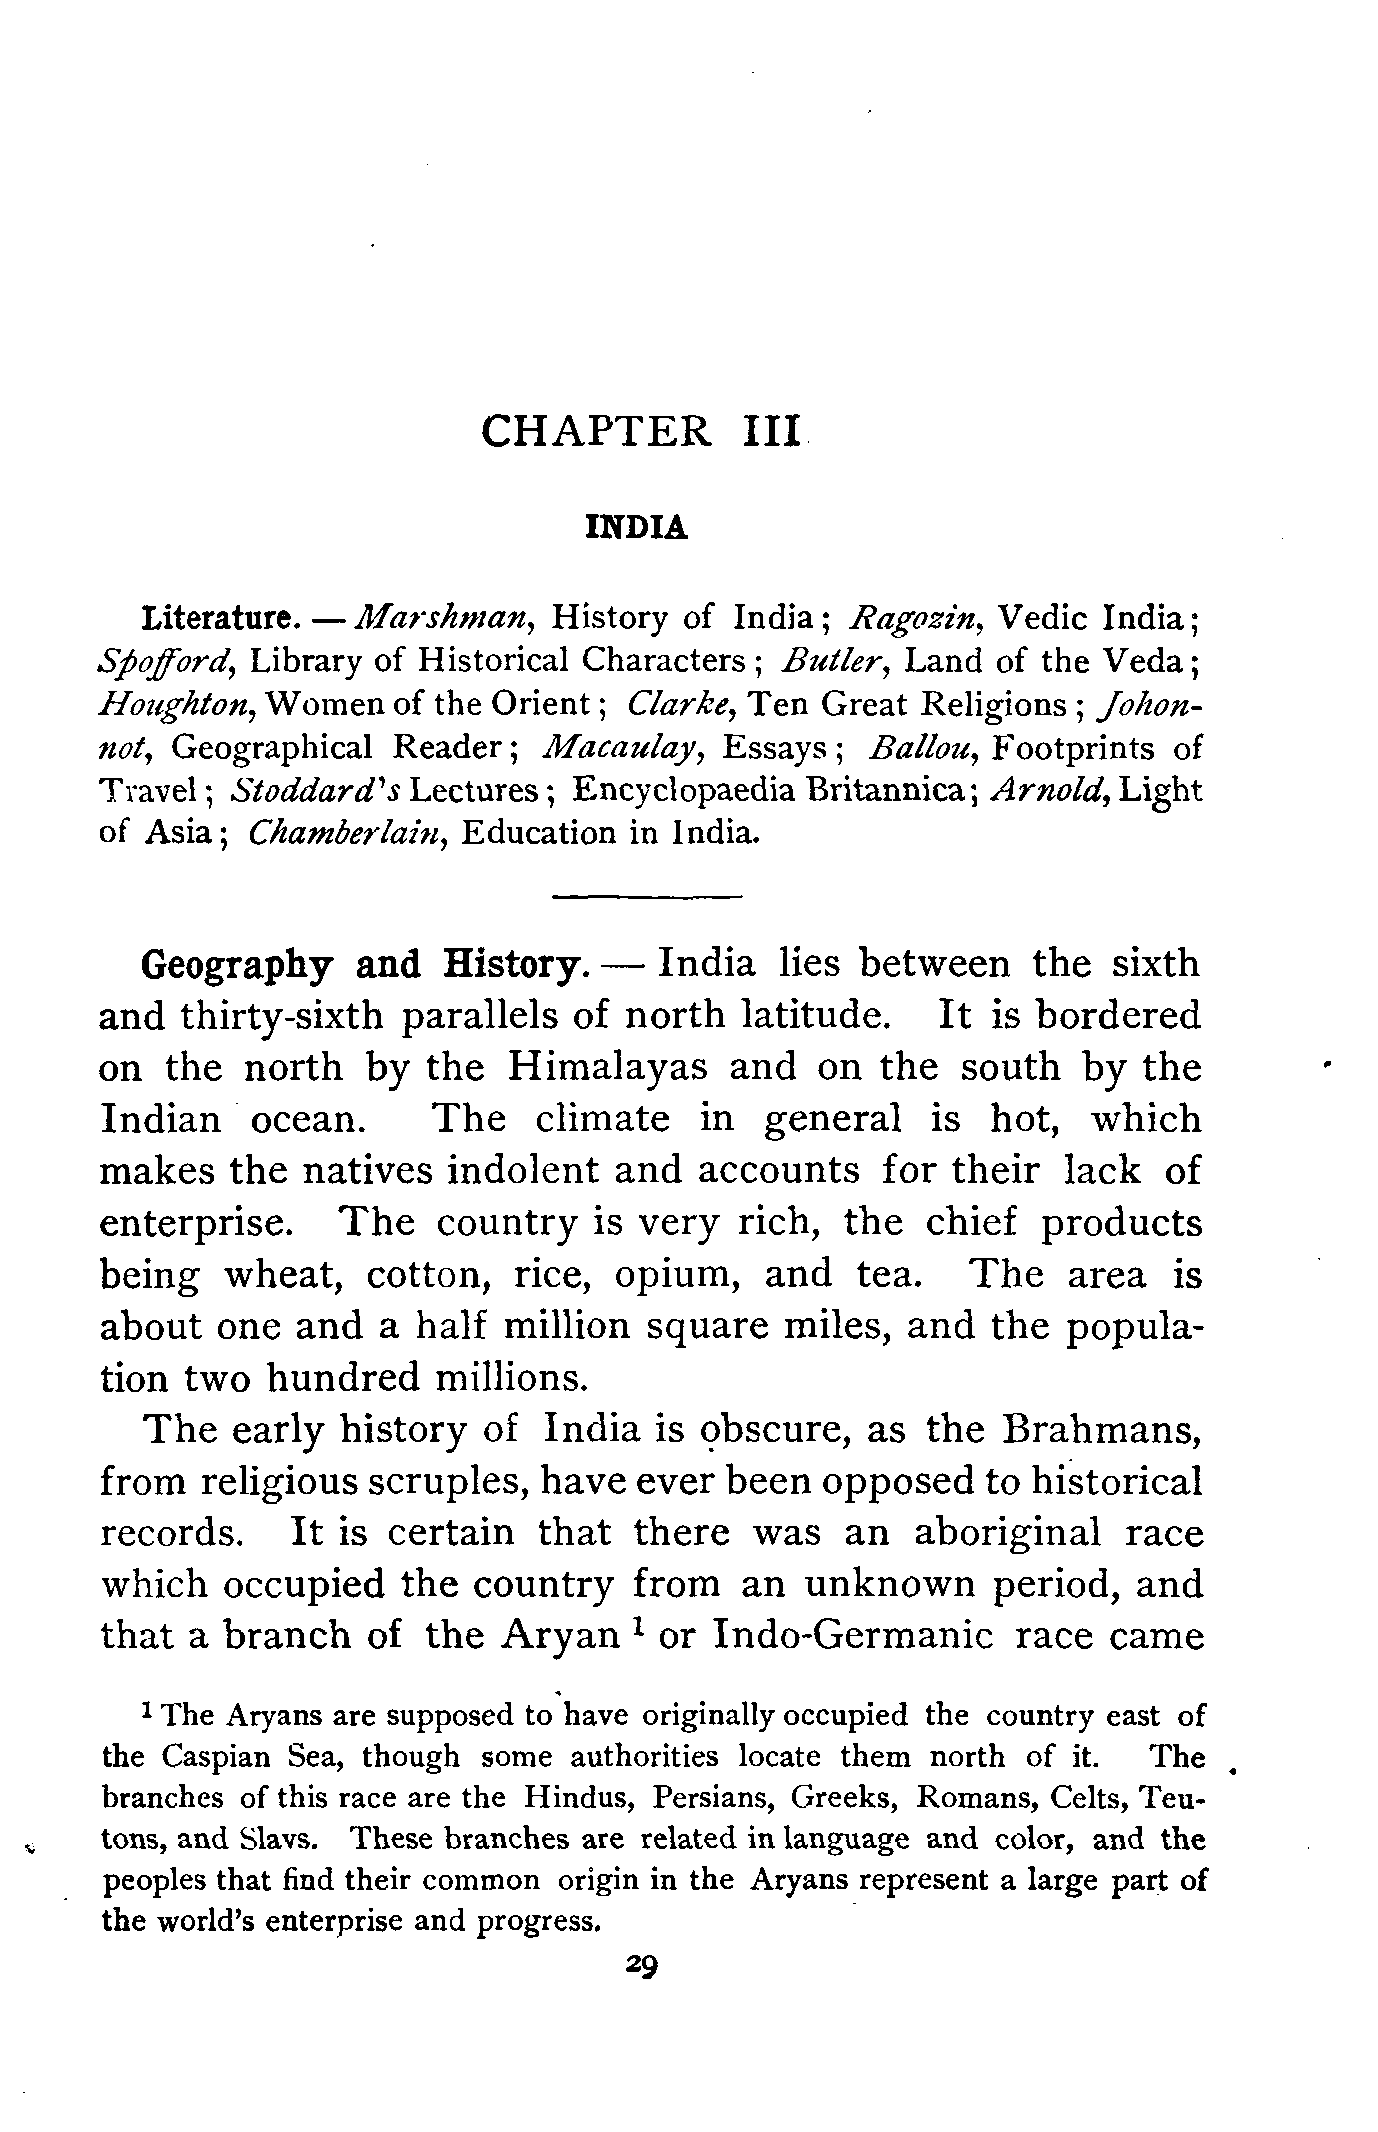 CHAPTER III
INDIA
Literature. — Marshman, History of India; Ragozin, Vedic India;
Spofford, Library of Historical Characters; Butler, Land of the Veda;
Houghton, Women of the Orient; Clarke, Ten Great Religions; Johon-
not, Geographical Reader; Macaulay, Essays; Ballou, Footprints of
Travel; Stoddard's Lectures; Encyclopaedia Britannica; Arnold, Light
of Asia; Chamberlain, Education in India.
Geography and History. — India lies between the sixth
and thirty-sixth parallels of north latitude. It is bordered
on the north by the Himalayas and on the south by the
Indian ocean. The climate in general is hot, which
makes the natives indolent and accounts for their lack of
enterprise. The country is very rich, the chief products
being wheat, cotton, rice, opium, and tea. The area is
about one and a half million square miles, and the popula-
tion two hundred millions.
The early history of India is obscure, as the Brahmans,
from religious scruples, have ever been opposed to historical
records. It is certain that there was an aboriginal race
which occupied the country from an unknown period, and
that a branch of the Aryan 1 or Indo-Germanic race came
1 The Aryans are supposed to have originally occupied the country east of
the Caspian Sea, though some authorities locate them north of it. The
branches of this race are the Hindus, Persians, Greeks, Romans, Celts, Teu-
tons, and Slavs. These branches are related in language and color, and the
peoples that find their common origin in the Aryans represent a large part of
the world's enterprise and progress.
29